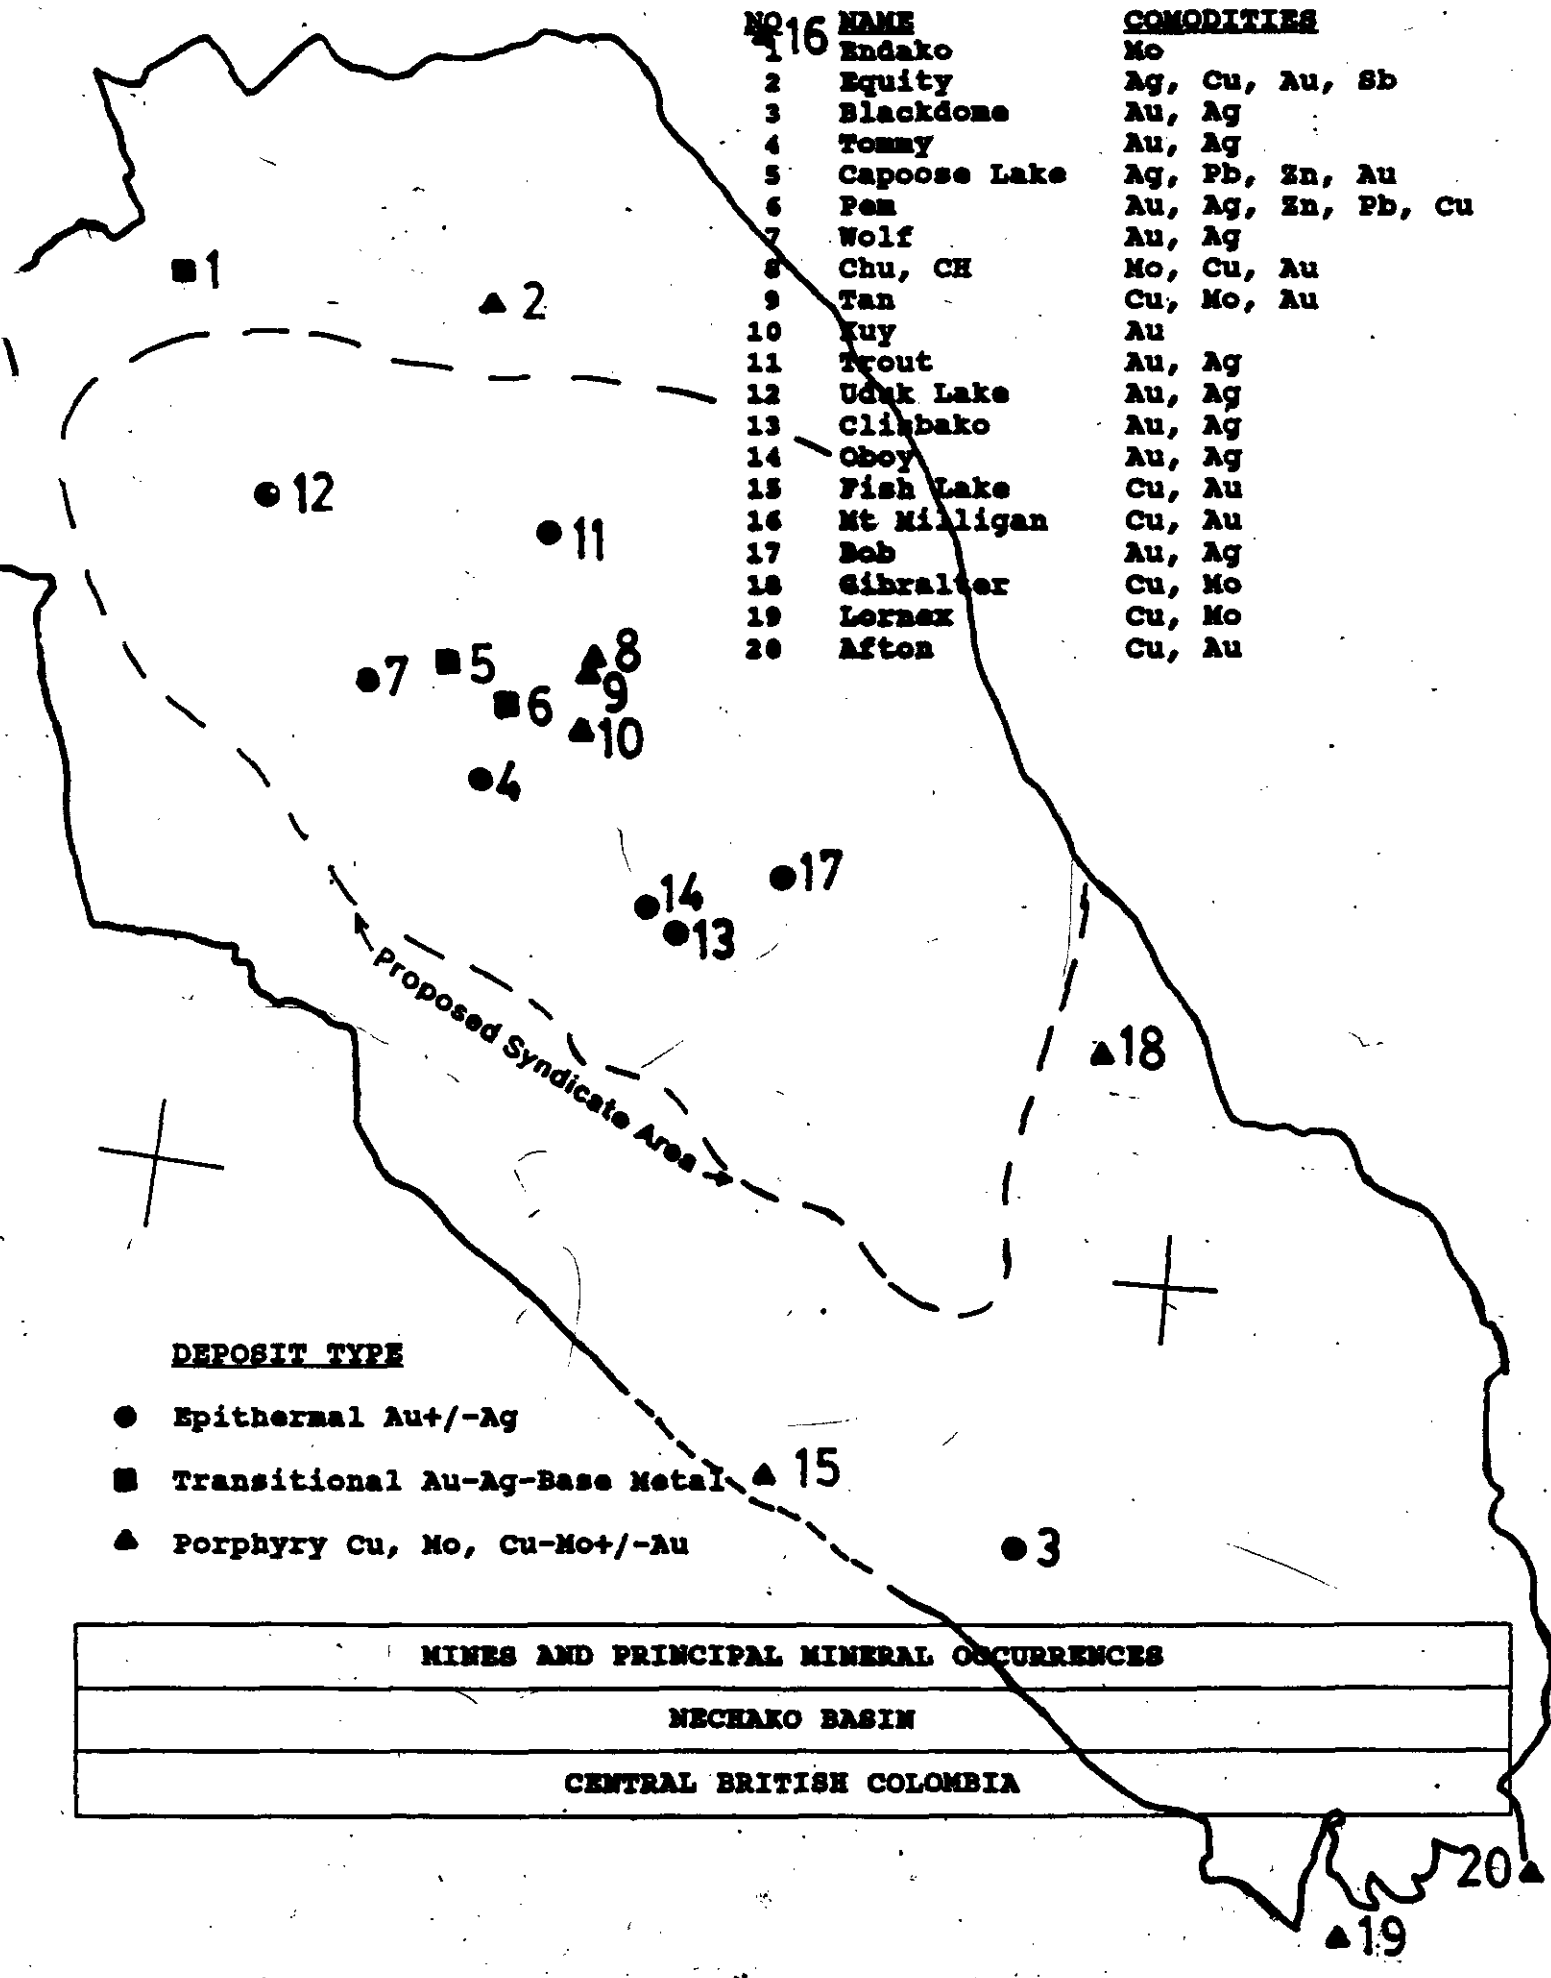 NO NAME COMODITIES
16
1 Endako Mo
2 Equity Ag, Cu, Au, Sb
3 Blackdome Au, Ag
4 Tommy Au, Ag
5 Capoose Lake Ag, Pb, Zn, Au
6 Pem Au, Ag, Zn, Pb, Cu
7 Wolf Au, Ag
8 Chu, CH Mo, Cu, Au
9 Tan Cu, Mo, Au
10 Kuy Au
11 Trout Au, Ag
12 Uduk Lake Au, Ag
13 Clisbako Au, Ag
14 Oboy Au, Ag
15 Fish Lake Cu, Au
16 Mt Milligan Cu, Au
17 Bob Au, Ag
18 Gibralter Cu, Mo
19 Lornex Cu, Mo
20 Afton Cu, Au
1
2
12
11
8
7
5
9
6
10
4
17
14
13
Proposed Syndicate Area
18
DEPOSIT TYPE
Epithermal Au+/-Ag
Transitional Au-Ag-Base Metal
15
Porphyry Cu, Mo, Cu-Mo+/-Au
3
MINES AND PRINCIPAL MINERAL OCCURRENCES
NECHAKO BASIN
CENTRAL BRITISH COLOMBIA
20
19